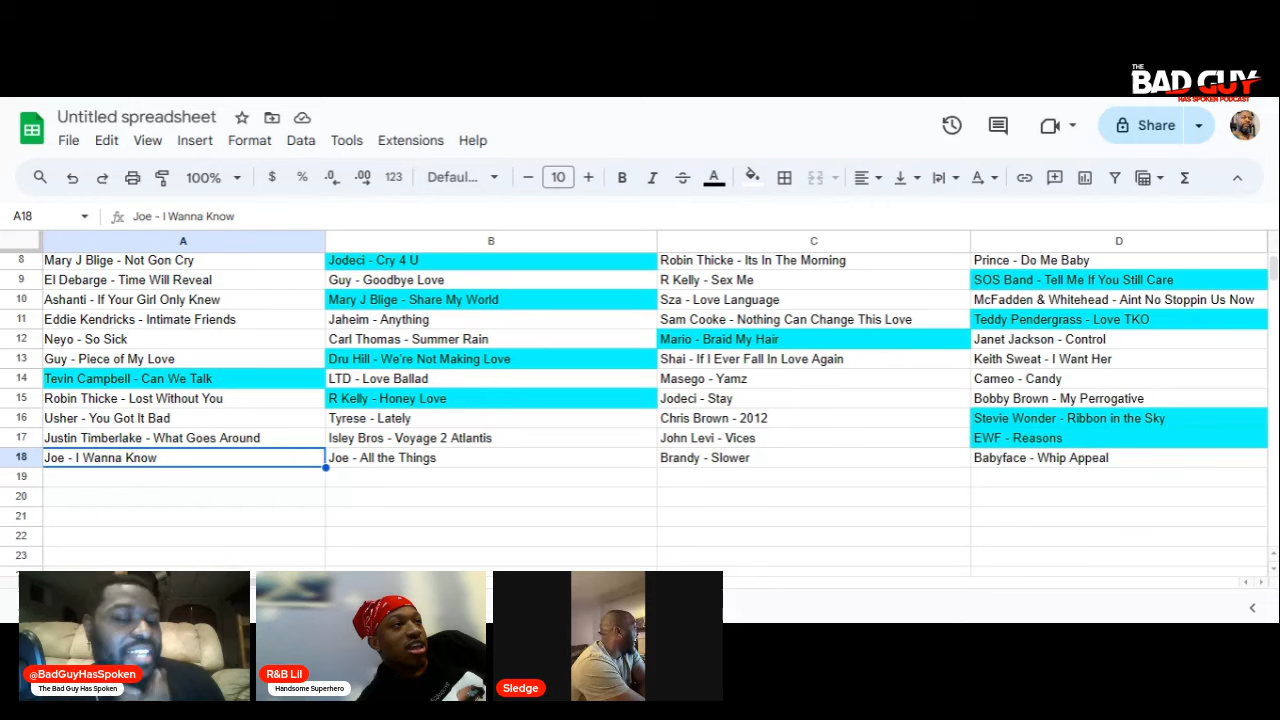 THE
BAD GUY
HAS SPOKEN PODCAST
Untitled spreadsheet
File Edit View Insert Format Data Tools Extensions Help
Share
100% $ % .0 .00 123 Defaul... 10 B I A
A18 fx Joe - I Wanna Know
A B C D
8 Mary J Blige - Not Gon Cry Jodeci - Cry 4 U Robin Thicke - Its In The Morning Prince - Do Me Baby
9 El Debarge - Time Will Reveal Guy - Goodbye Love R Kelly - Sex Me SOS Band - Tell Me If You Still Care
10 Ashanti - If Your Girl Only Knew Mary J Blige - Share My World Sza - Love Language McFadden & Whitehead - Aint No Stoppin Us Now
11 Eddie Kendricks - Intimate Friends Jaheim - Anything Sam Cooke - Nothing Can Change This Love Teddy Pendergrass - Love TKO
12 Neyo - So Sick Carl Thomas - Summer Rain Mario - Braid My Hair Janet Jackson - Control
13 Guy - Piece of My Love Dru Hill - We're Not Making Love Shai - If I Ever Fall In Love Again Keith Sweat - I Want Her
14 Tevin Campbell - Can We Talk LTD - Love Ballad Masego - Yamz Cameo - Candy
15 Robin Thicke - Lost Without You R Kelly - Honey Love Jodeci - Stay Bobby Brown - My Perrogative
16 Usher - You Got It Bad Tyrese - Lately Chris Brown - 2012 Stevie Wonder - Ribbon in the Sky
17 Justin Timberlake - What Goes Around Isley Bros - Voyage 2 Atlantis John Levi - Vices EWF - Reasons
18 Joe - I Wanna Know Joe - All the Things Brandy - Slower Babyface - Whip Appeal
19
20
21
22
23
@BadGuyHasSpoken
The Bad Guy Has Spoken
R&B Lil
Handsome Superhero
Sledge